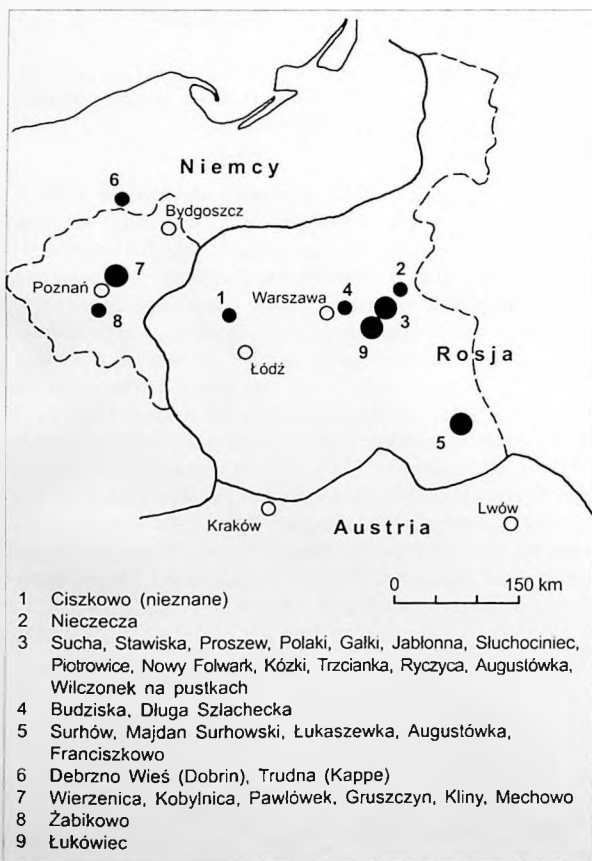 Niemcy
6
Bydgoszcz
7
Poznań
8
1
Warszawa
4
2
3
9
Łódź
Rosja
5
Kraków
Austria
Lwów
0 150 km
1 Ciszkowo (nieznane)
2 Nieczecza
3 Sucha, Stawiska, Proszew, Polaki, Gałki, Jabłonna, Słuchociniec,
Piotrowice, Nowy Folwark, Kózki, Trzcianka, Ryczyca, Augustówka,
Wilczonek na pustkach
4 Budziska, Długa Szlachecka
5 Surhów, Majdan Surhowski, Łukaszewka, Augustówka,
Franciszkowo
6 Debrzno Wieś (Dobrin), Trudna (Kappe)
7 Wierzenica, Kobylnica, Pawłówek, Gruszczyn, Kliny, Mechowo
8 Żabikowo
9 Łukówiec